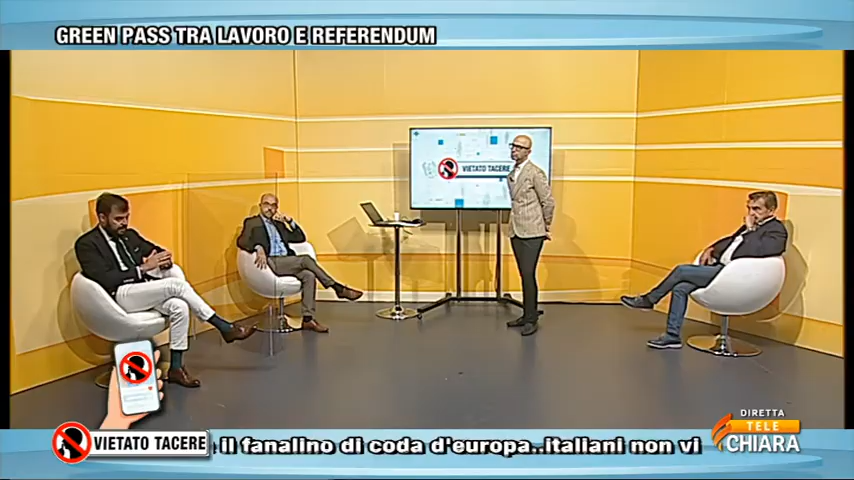 GREEN PASS TRA LAVORO E REFERENDUM
VIETATO TACERE
DIRETTA
TELE
CHIARA
VIETATO TACERE
il fanalino di coda d'europa..italiani non vi